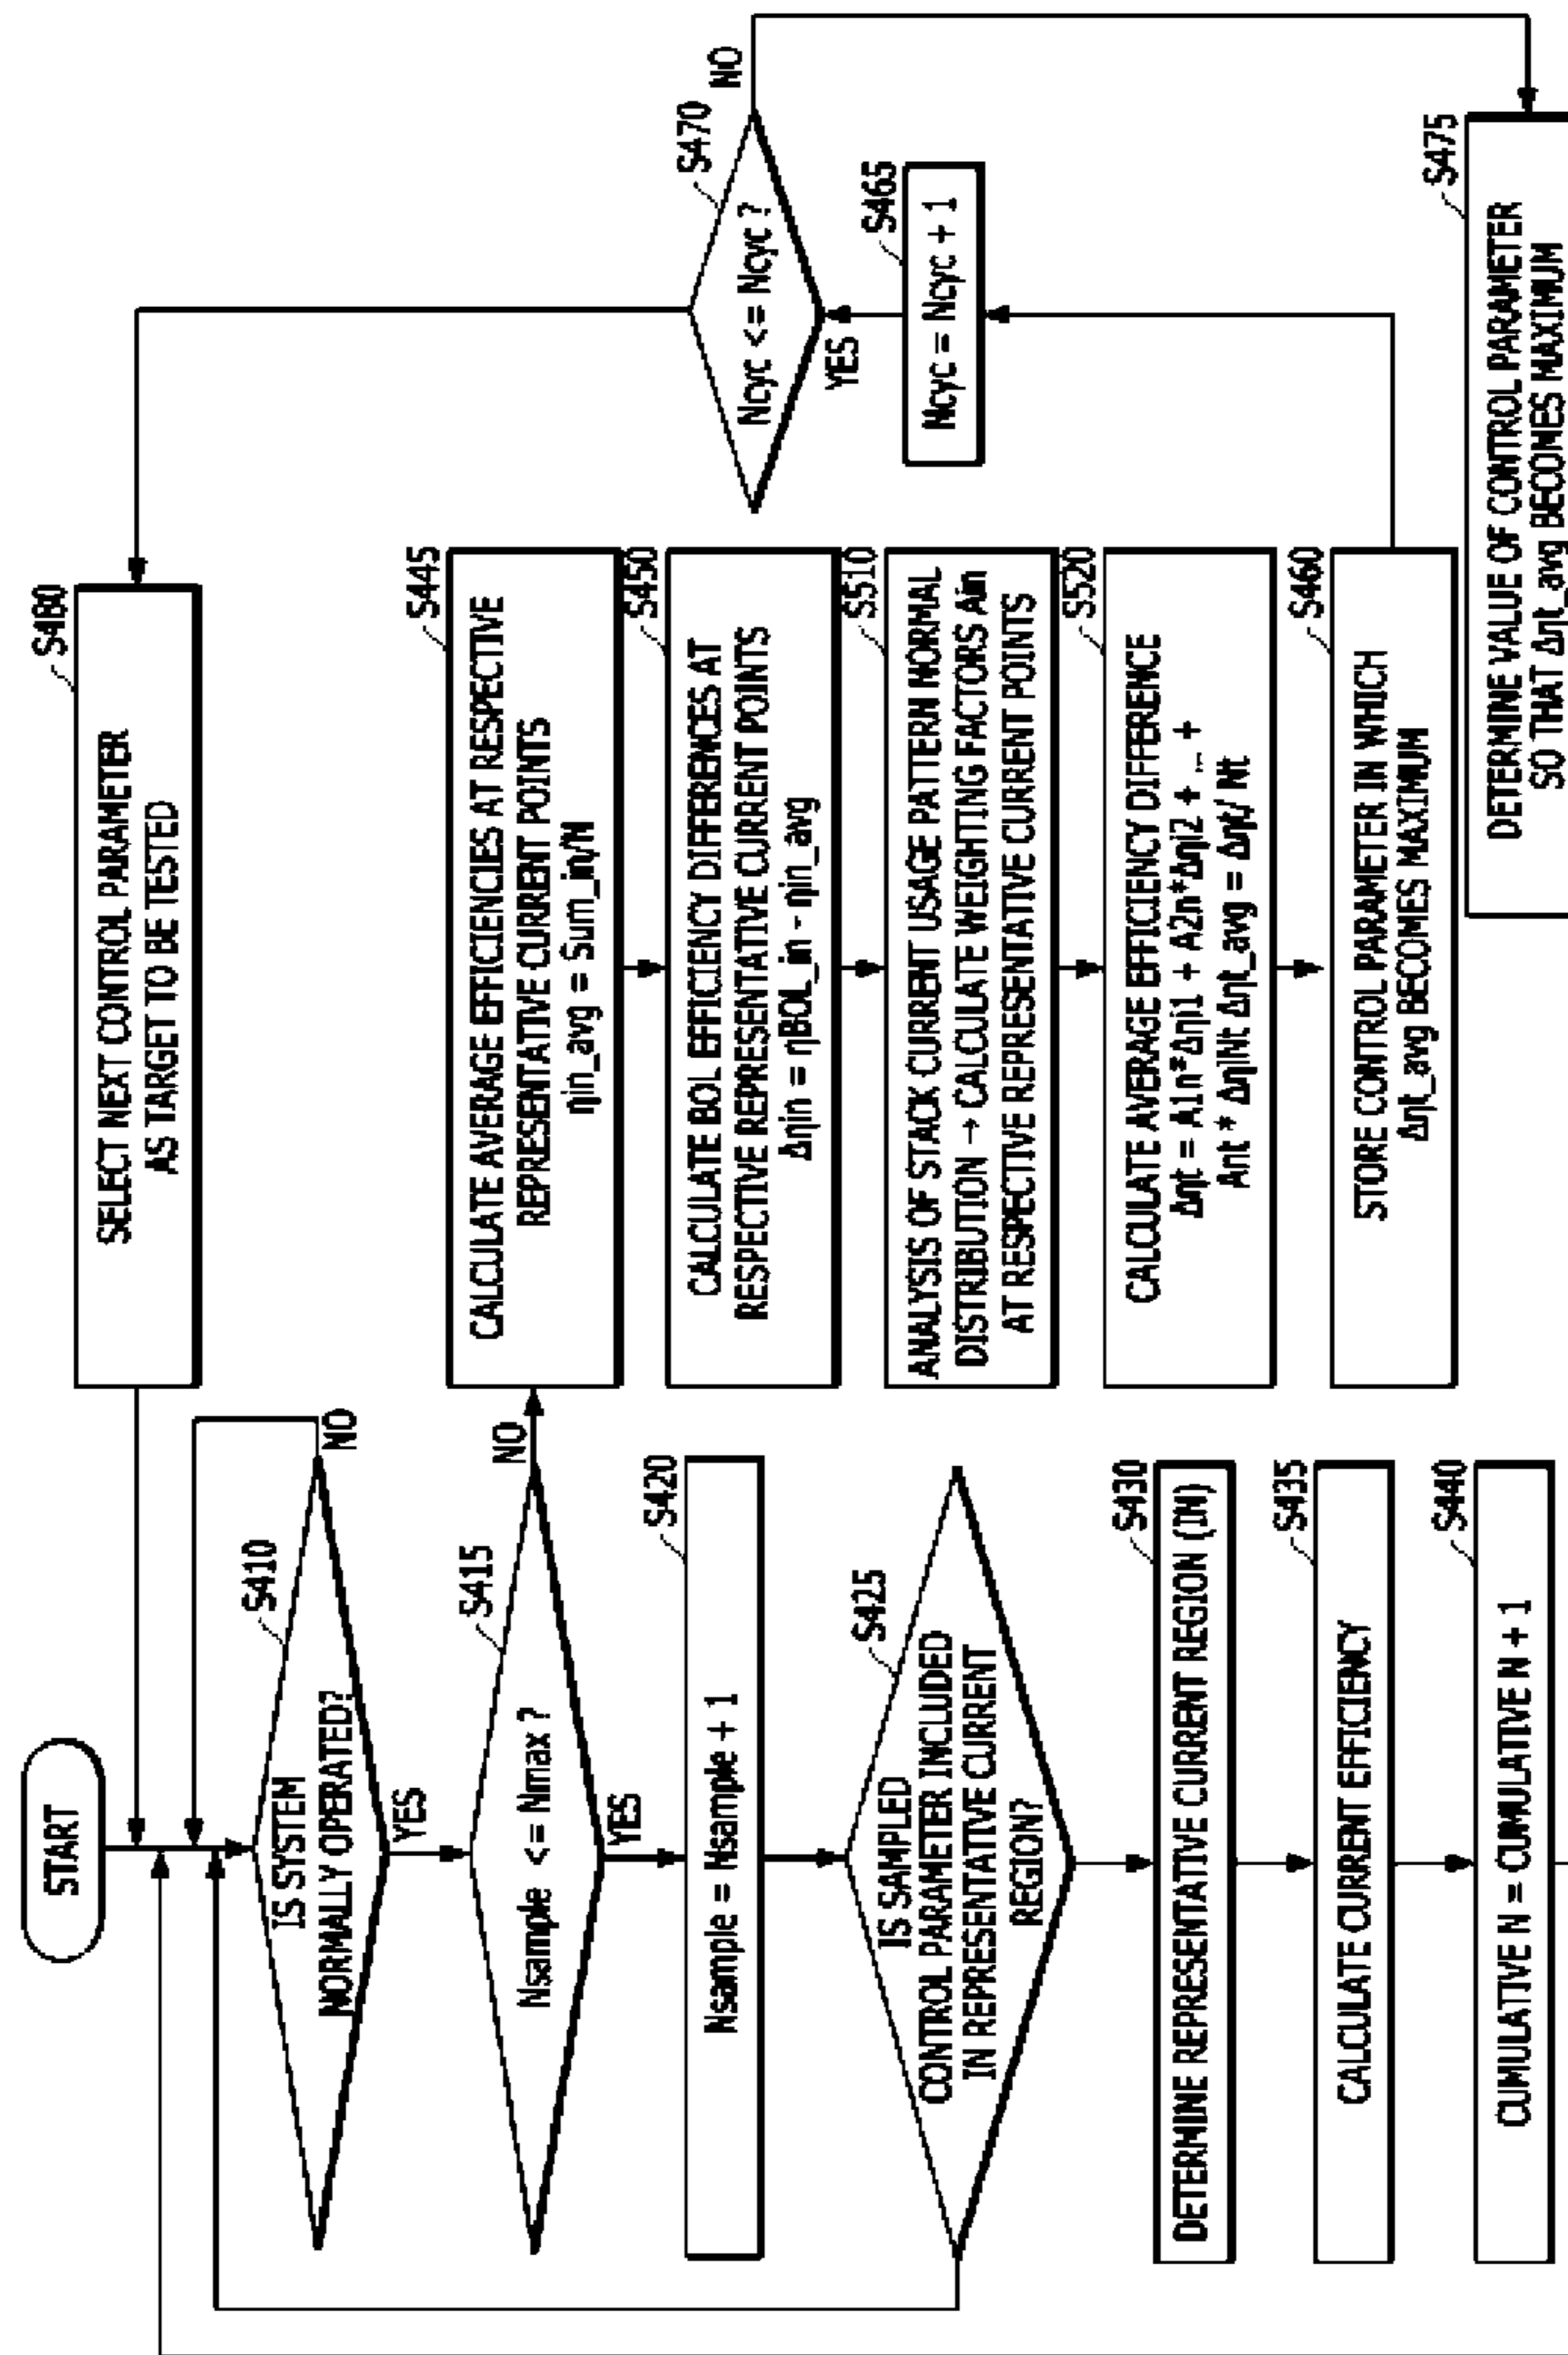 START
S410
IS SYSTEM
NORMALLY OPERATED?
NO
YES
S415
Nsample <= Nmax ?
NO
YES
S420
Nsample = Nsample + 1
S425
IS SAMPLED
CONTROL PARAMETER INCLUDED
IN REPRESENTATIVE CURRENT
REGION?
S430
DETERMINE REPRESENTATIVE CURRENT REGION (IN)
S435
CALCULATE CURRENT EFFICIENCY
S440
CUMULATIVE N = CUMULATIVE N + 1
S480
SELECT NEXT CONTROL PARAMETER
AS TARGET TO BE TESTED
S445
CALCULATE AVERAGE EFFICIENCIES AT RESPECTIVE
REPRESENTATIVE CURRENT POINTS
ηin_avg = Sum_in/N
S450
CALCULATE BOL EFFICIENCY DIFFERENCES AT
RESPECTIVE REPRESENTATIVE CURRENT POINTS
Δηin = ηBOL_in - ηin_avg
S510
ANALYSIS OF STACK CURRENT USAGE PATTERN NORMAL
DISTRIBUTION → CALCULATE WEIGHTING FACTORS Ain
AT RESPECTIVE REPRESENTATIVE CURRENT POINTS
S520
CALCULATE AVERAGE EFFICIENCY DIFFERENCE
Δηt = A1n*Δηi1 + A2n*Δηi2 + ... +
Ant * ΔηiNt Δηt_avg = Δηt/ Nt
S460
STORE CONTROL PARAMETER IN WHICH
Δηt_avg BECOMES MAXIMUM
S470
Ncyc <= Ncyc ?
NO
YES
S465
Ncyc = Ncyc + 1
S475
DETERMINE VALUE OF CONTROL PARAMETER
SO THAT Δηt_avg BECOMES MAXIMUM